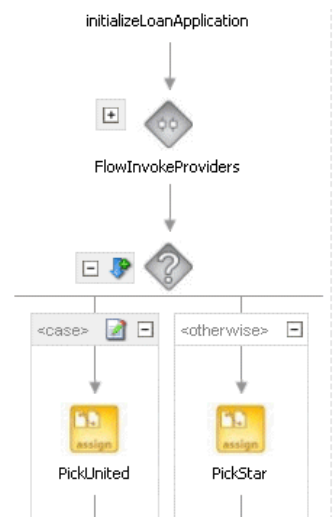 initializeLoanApplication
FlowInvokeProviders
?
<case>
<otherwise>
assign
assign
PickUnited
PickStar